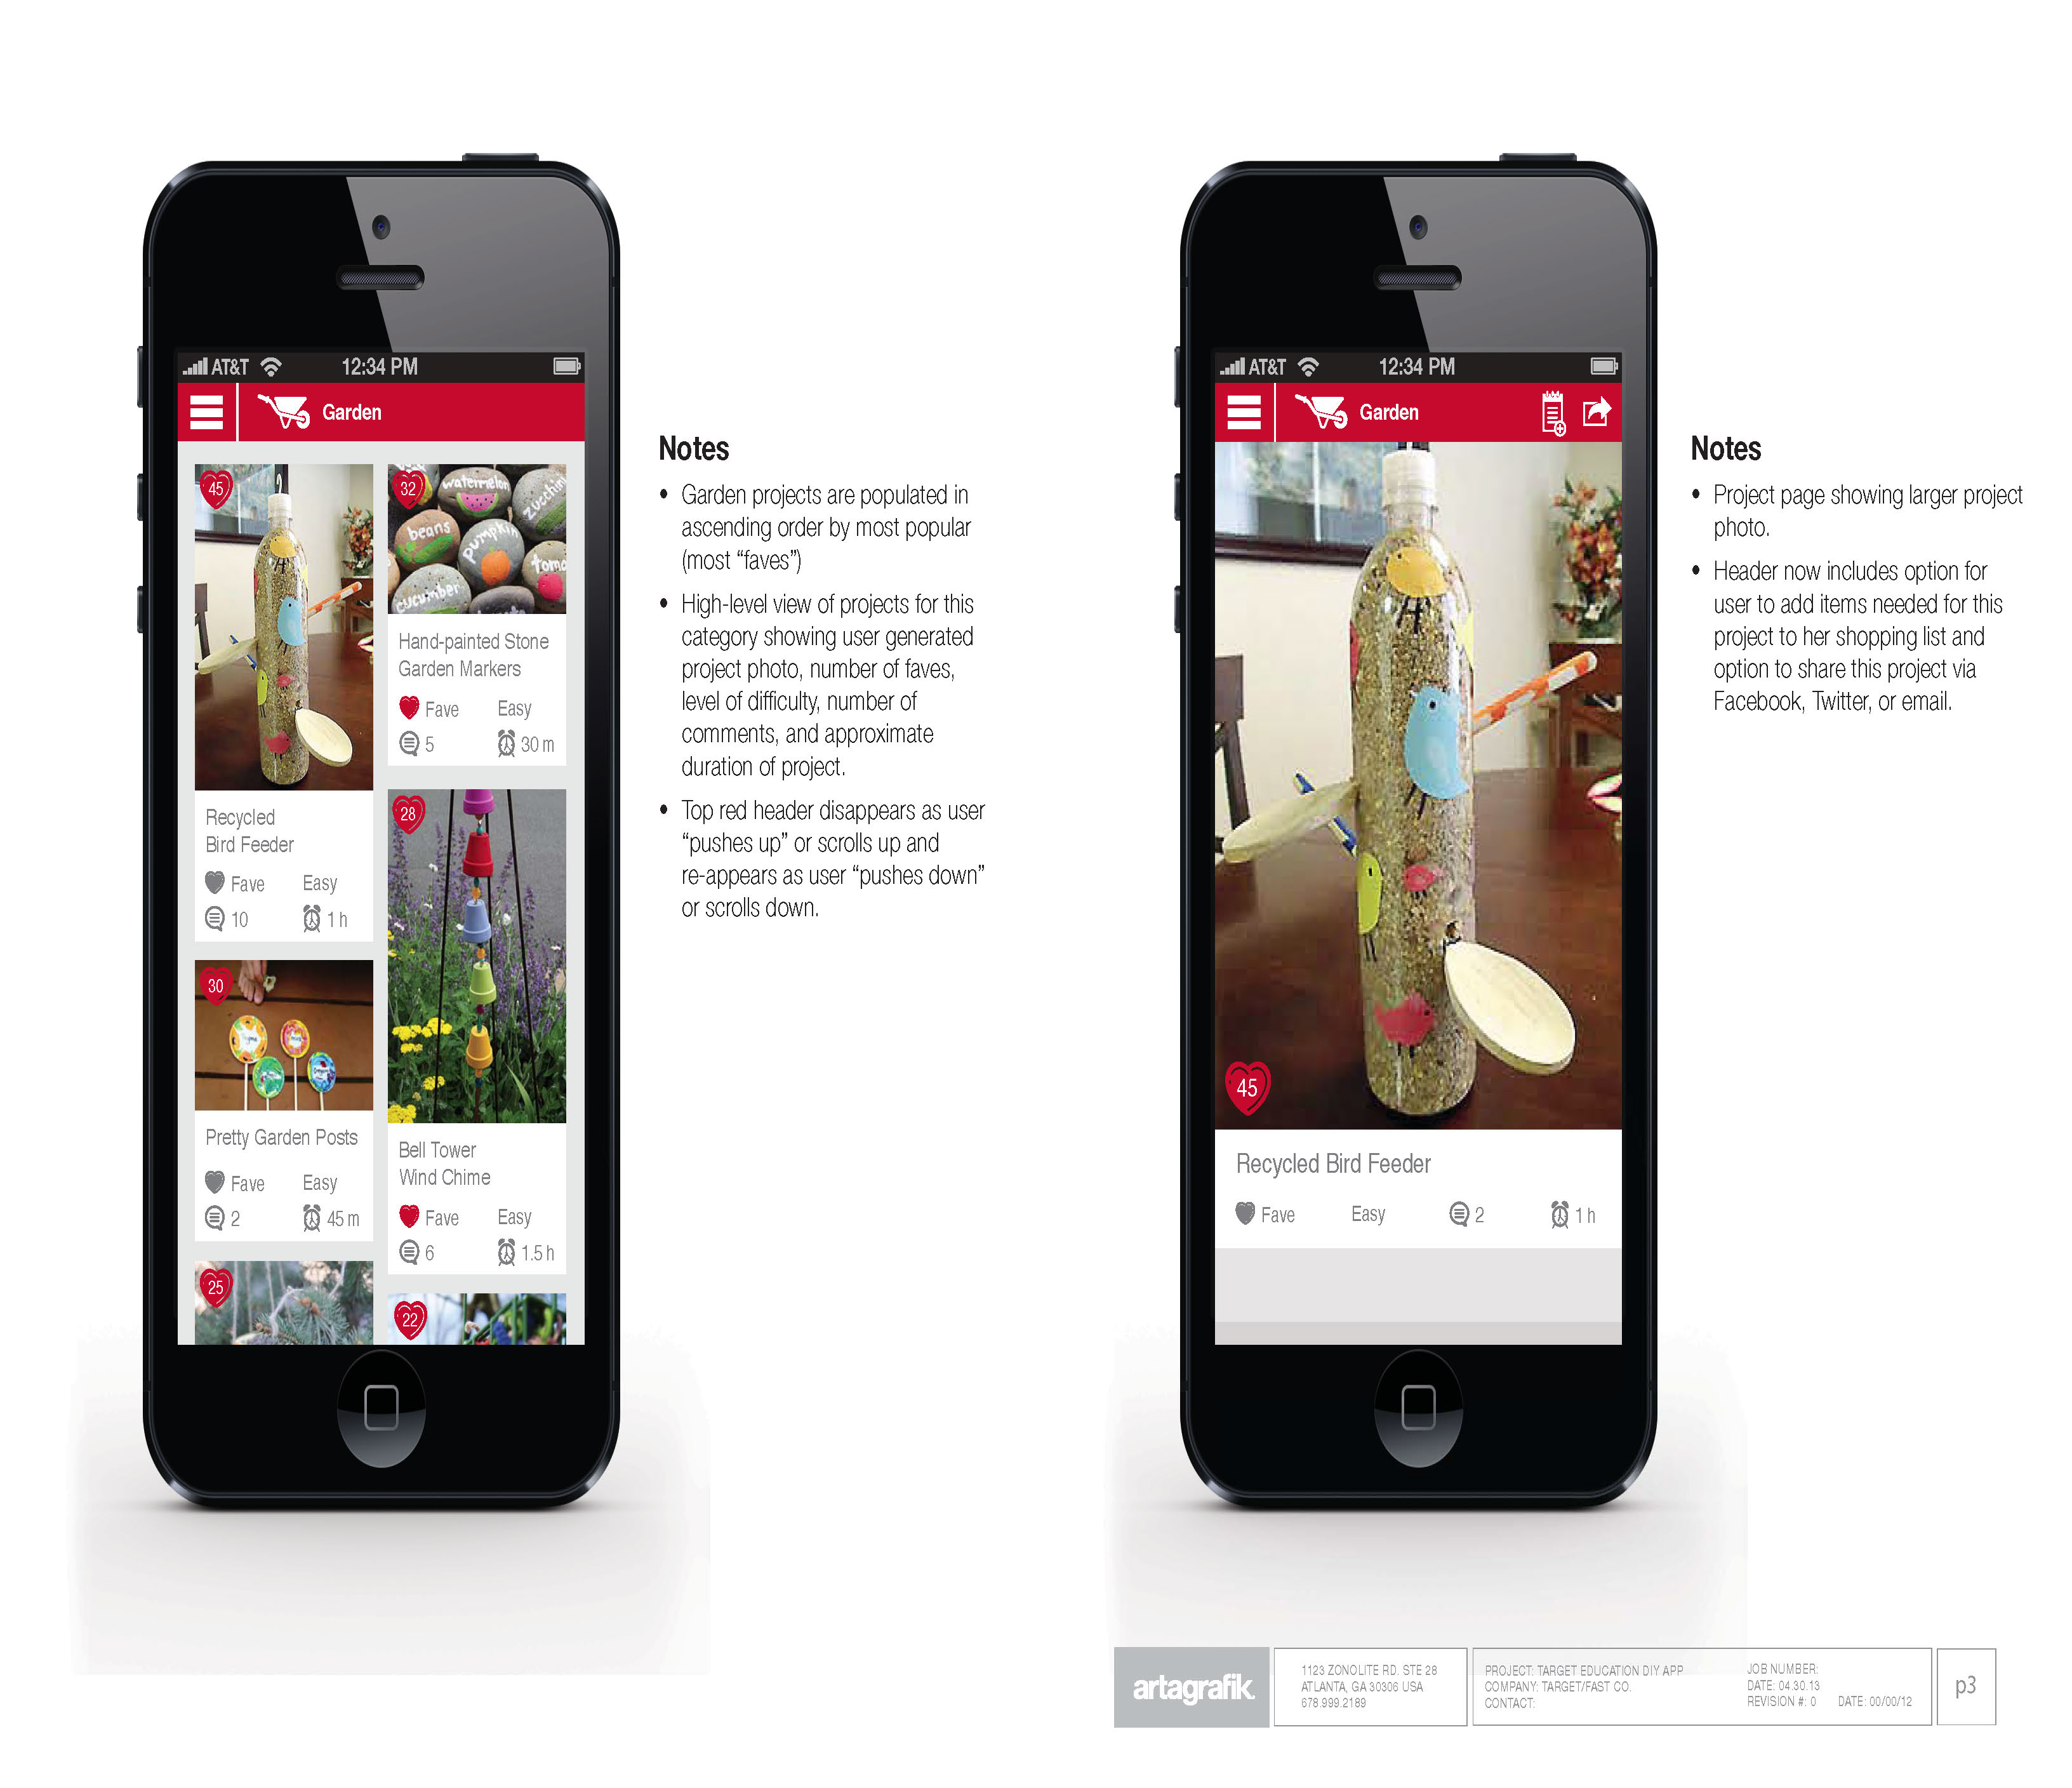 AT&T 12:34 PM
Garden
45
Recycled
Bird Feeder
Fave Easy
10 1 h
30
Pretty Garden Posts
Fave Easy
2 45 m
25
32
watermelon
zucchini
beans
pumpkin
toma
cucumber
Hand-painted Stone
Garden Markers
Fave Easy
5 30 m
28
Bell Tower
Wind Chime
Fave Easy
6 1.5 h
22
Notes
• Garden projects are populated in
ascending order by most popular
(most “faves”)
• High-level view of projects for this
category showing user generated
project photo, number of faves,
level of difficulty, number of
comments, and approximate
duration of project.
• Top red header disappears as user
“pushes up” or scrolls up and
re-appears as user “pushes down”
or scrolls down.
AT&T 12:34 PM
Garden
45
Recycled Bird Feeder
Fave Easy 2 1 h
Notes
• Project page showing larger project
photo.
• Header now includes option for
user to add items needed for this
project to her shopping list and
option to share this project via
Facebook, Twitter, or email.
artagrafik.
1123 ZONOLITE RD. STE 28
ATLANTA, GA 30306 USA
678.999.2189
PROJECT: TARGET EDUCATION DIY APP
COMPANY: TARGET/FAST CO.
CONTACT:
JOB NUMBER:
DATE: 04.30.13
REVISION #: 0 DATE: 00/00/12
p3